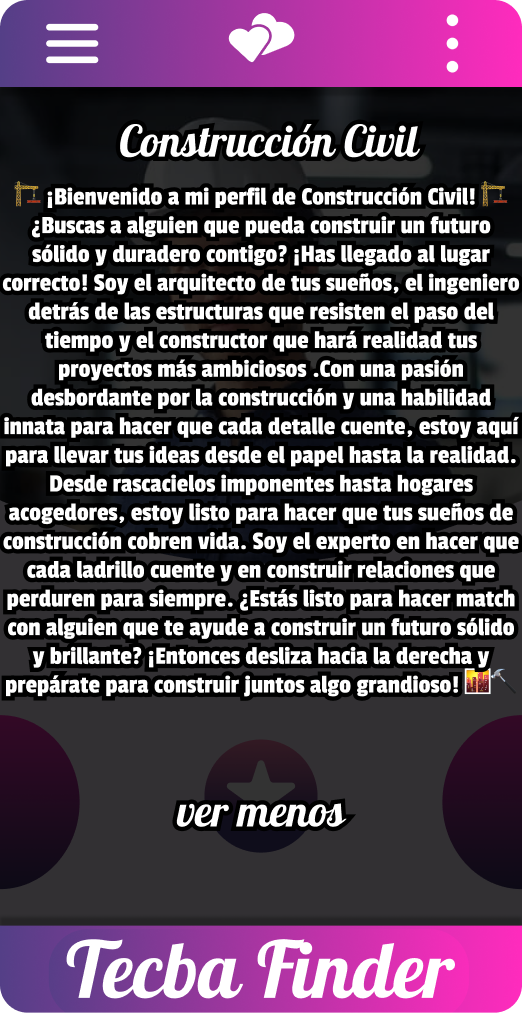 Construcción Civil
🏗️ ¡Bienvenido a mi perfil de Construcción Civil! 🏗️
¿Buscas a alguien que pueda construir un futuro
sólido y duradero contigo? ¡Has llegado al lugar
correcto! Soy el arquitecto de tus sueños, el ingeniero
detrás de las estructuras que resisten el paso del
tiempo y el constructor que hará realidad tus
proyectos más ambiciosos .Con una pasión
desbordante por la construcción y una habilidad
innata para hacer que cada detalle cuente, estoy aquí
para llevar tus ideas desde el papel hasta la realidad.
Desde rascacielos imponentes hasta hogares
acogedores, estoy listo para hacer que tus sueños de
construcción cobren vida. Soy el experto en hacer que
cada ladrillo cuente y en construir relaciones que
perduren para siempre. ¿Estás listo para hacer match
con alguien que te ayude a construir un futuro sólido
y brillante? ¡Entonces desliza hacia la derecha y
prepárate para construir juntos algo grandioso! 🌇⛏️
ver menos
Tecba Finder